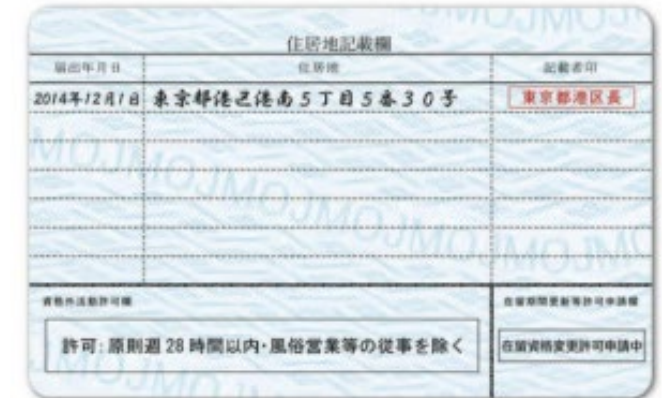 住居地記載欄
届出年月日 住居地 記載者印
2014年12月1日 東京都港区港南5丁目5番30号 東京都港区長
資格外活動許可欄 在留期間更新等許可申請欄
許可:原則週28時間以内・風俗営業等の従事を除く 在留資格変更許可申請中
MOJMOJMOJMOJMOJMOJMO